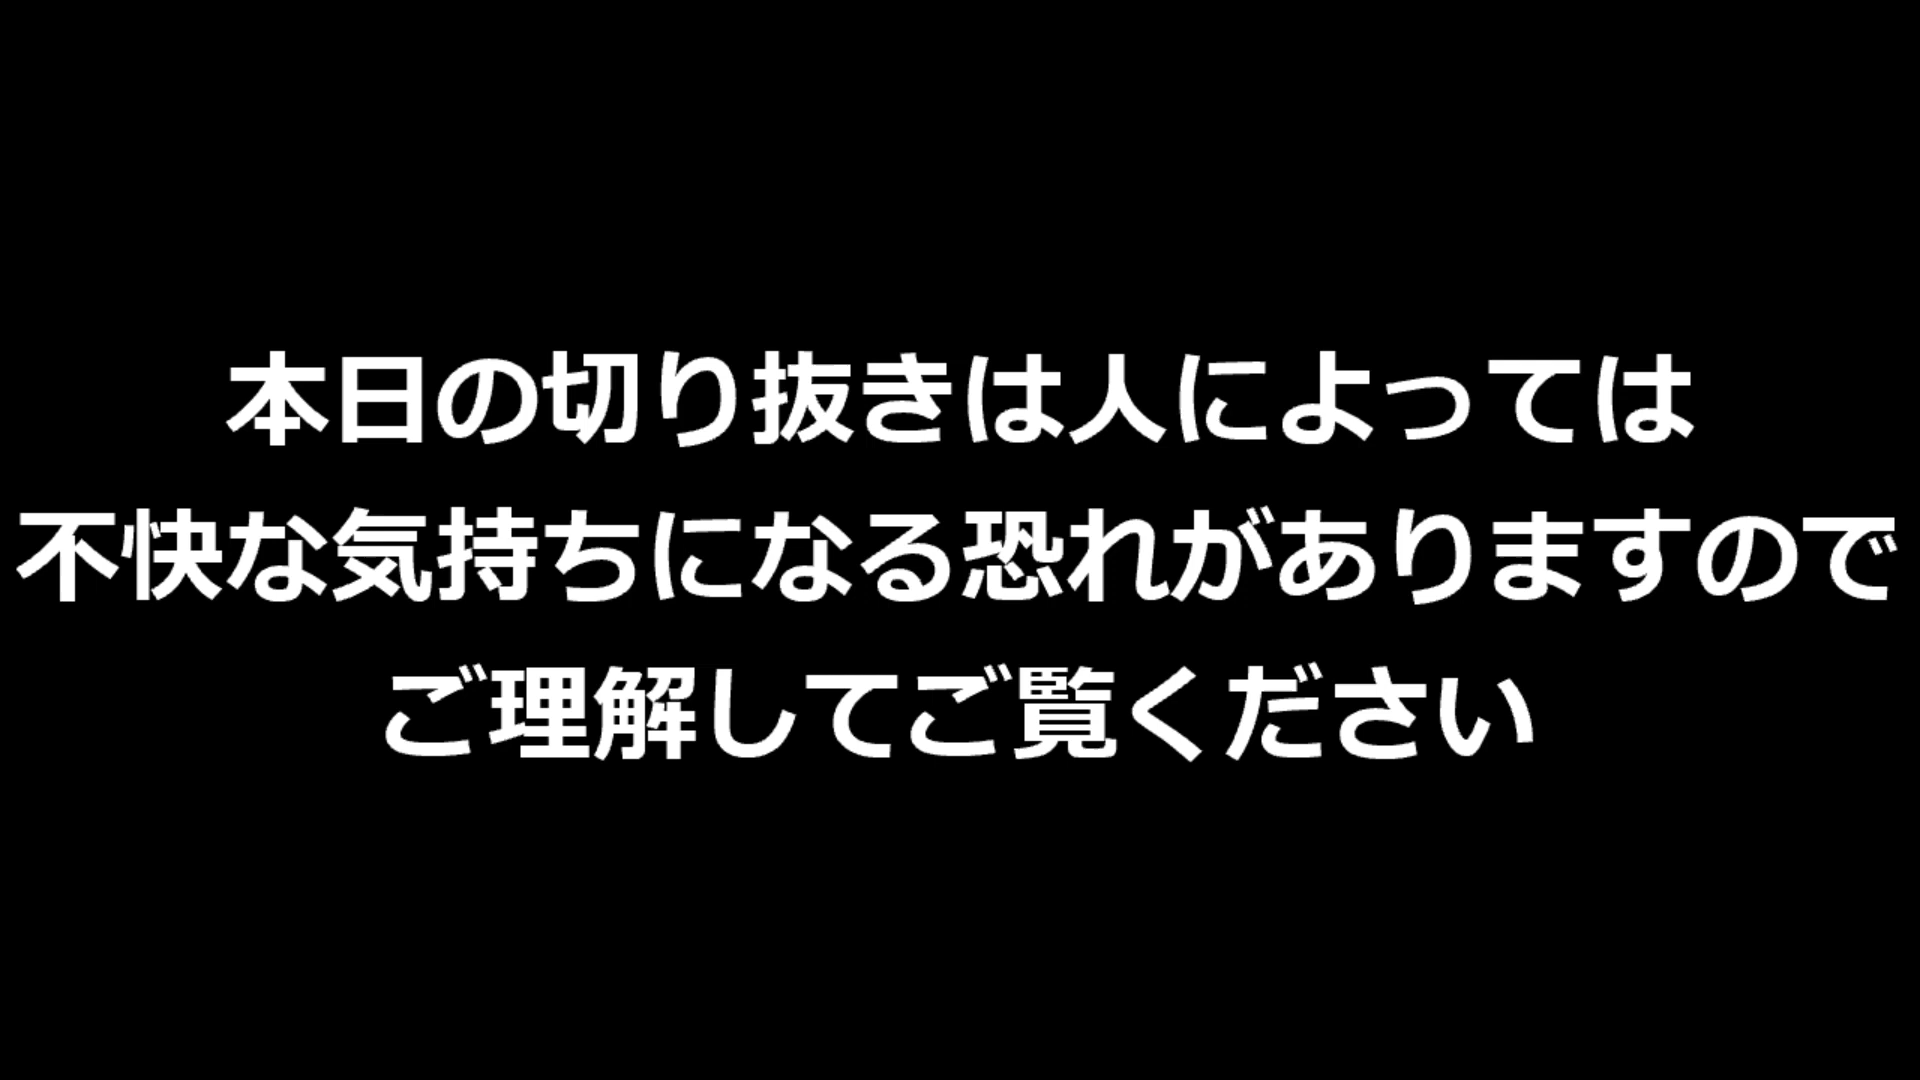 本日の切り抜きは人によっては
不快な気持ちになる恐れがありますので
ご理解してご覧ください